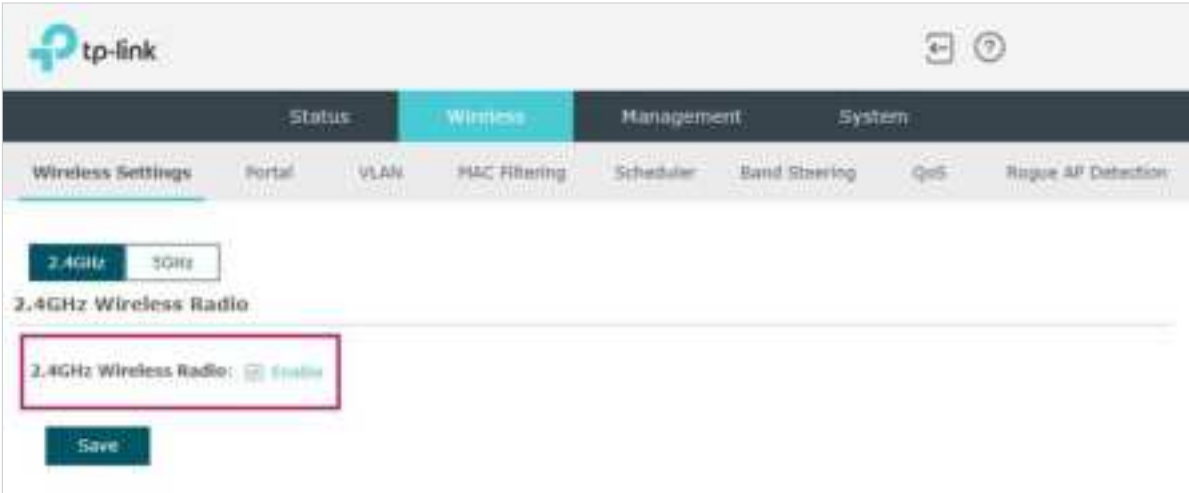 tp-link
Status Wireless Management System
Wireless Settings Portal VLAN MAC Filtering Scheduler Band Steering QoS Rogue AP Detection
2.4GHz 5GHz
2.4GHz Wireless Radio
2.4GHz Wireless Radio: Enable
Save